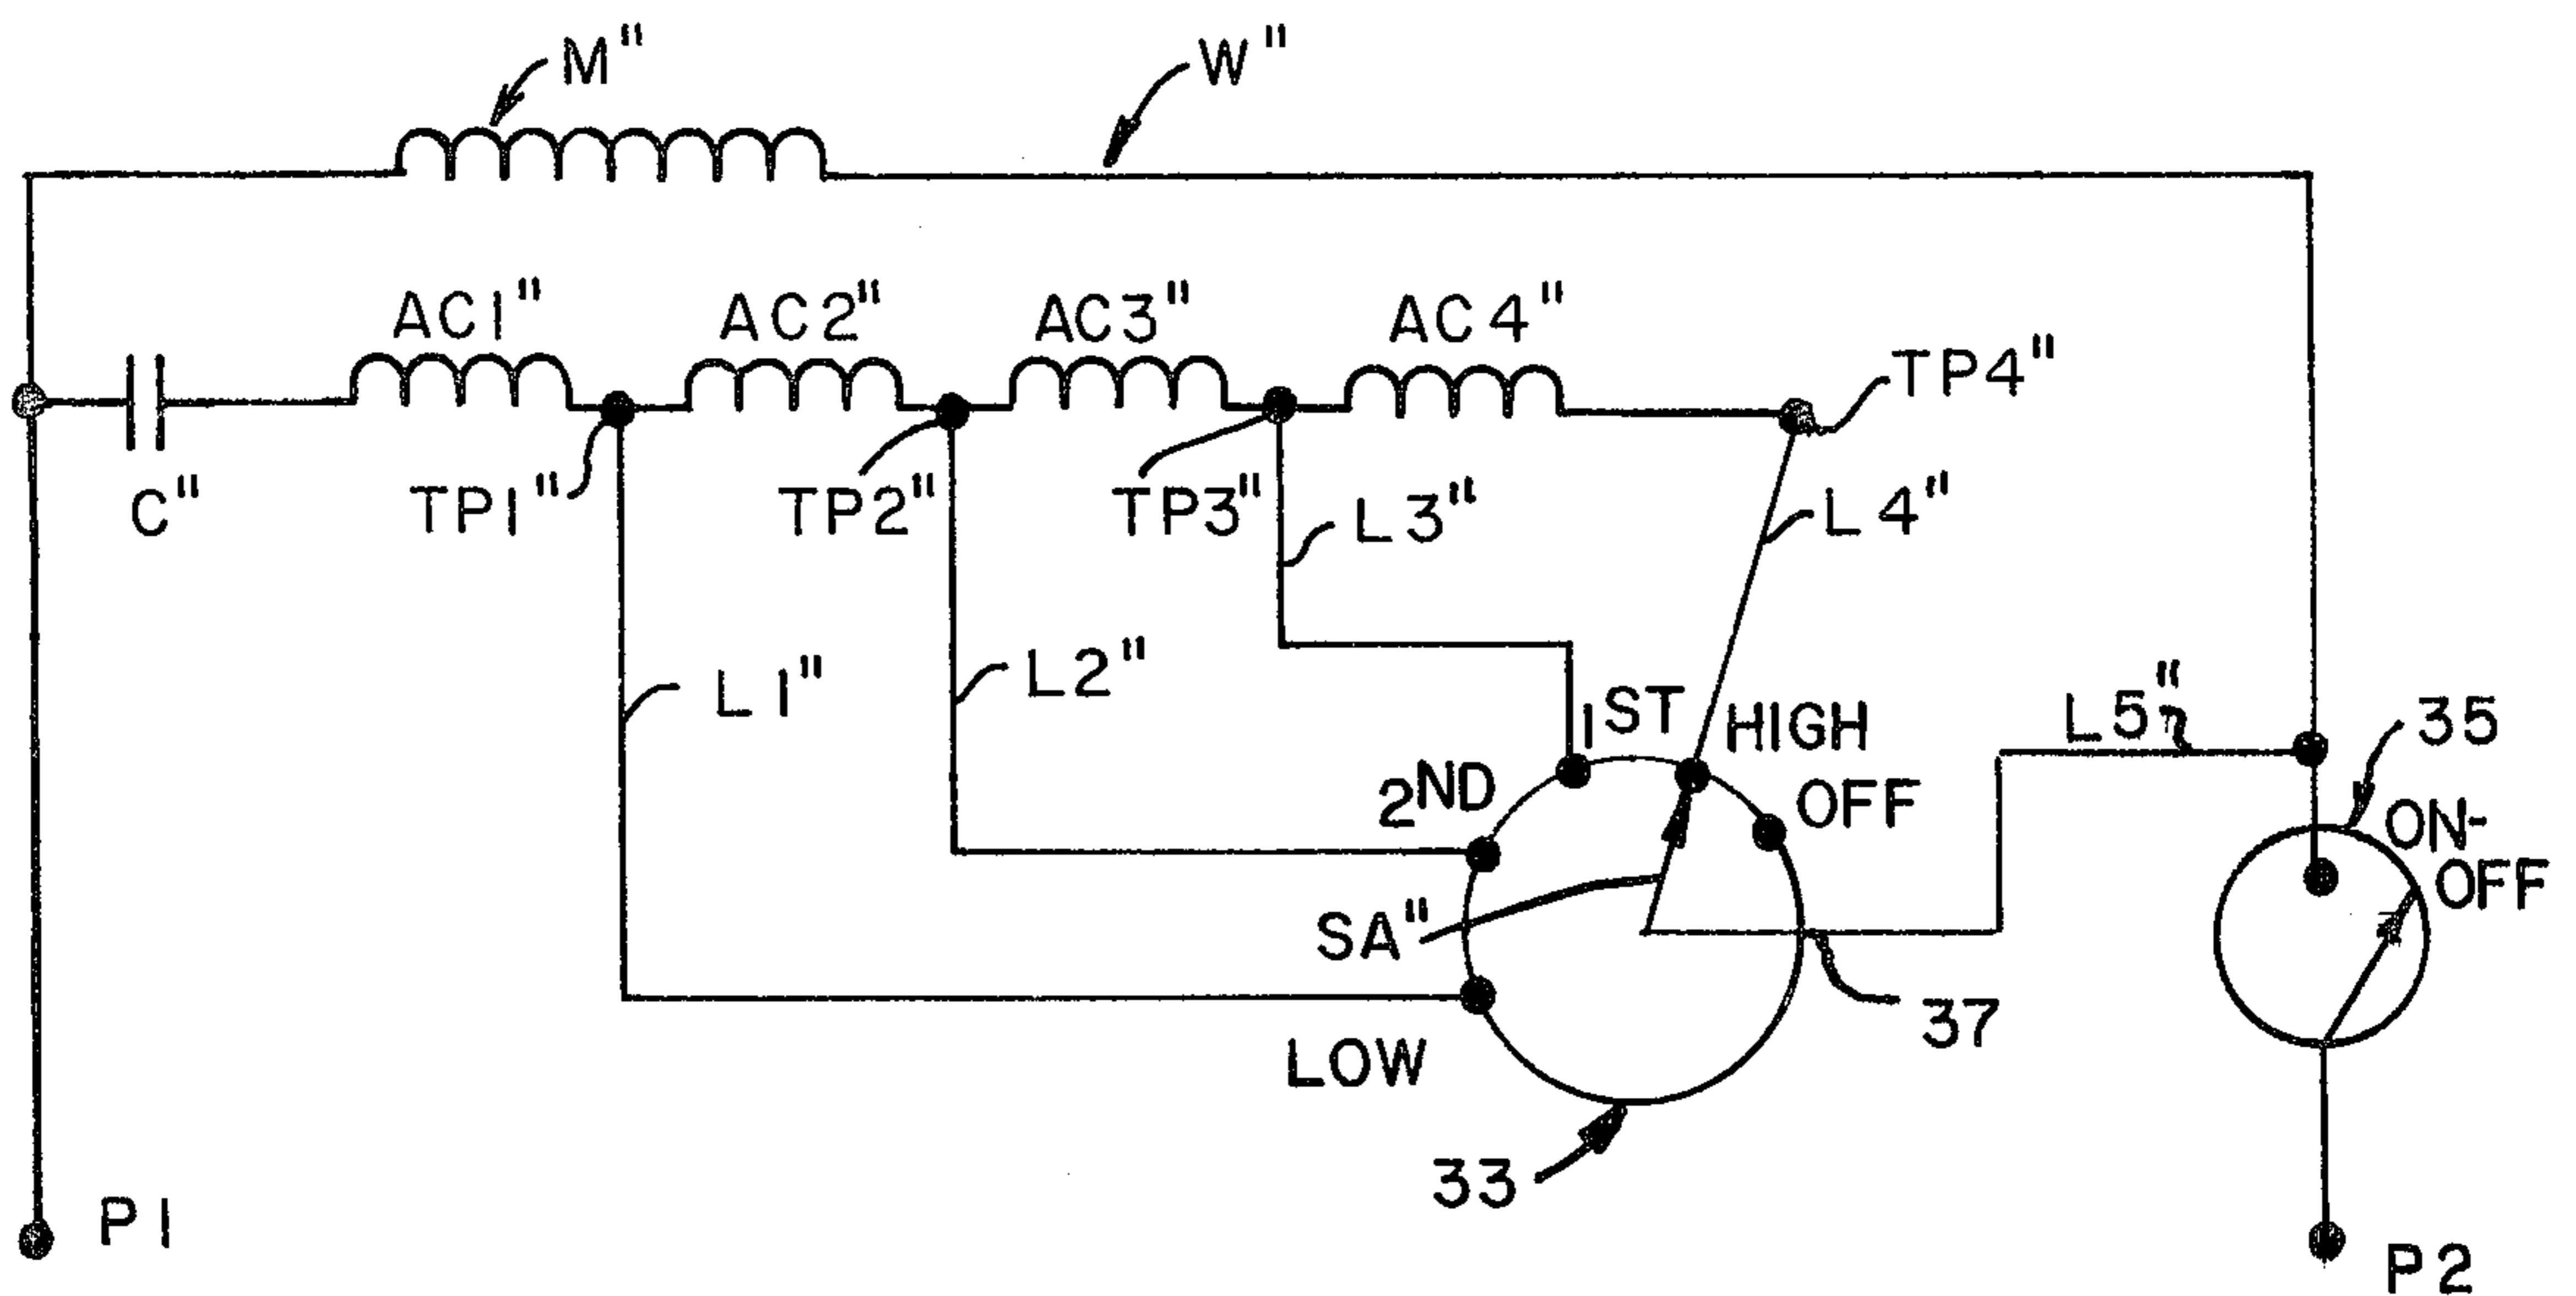 M"
W"
AC1"
AC2"
AC3"
AC4"
TP4"
C"
TP1"
TP2"
TP3"
L3"
L4"
L1"
L2"
1ST
HIGH
L5"
35
2ND
OFF
ON-
OFF
SA"
37
LOW
33
P1
P2